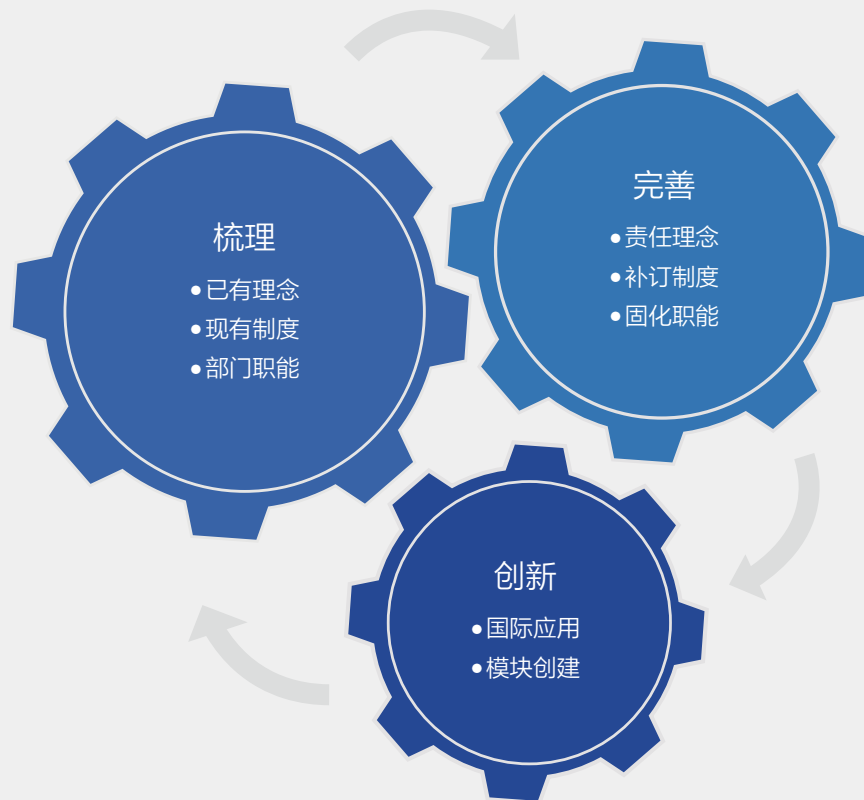 梳理
•已有理念
•现有制度
•部门职能
完善
•责任理念
•补订制度
•固化职能
创新
•国际应用
•模块创建